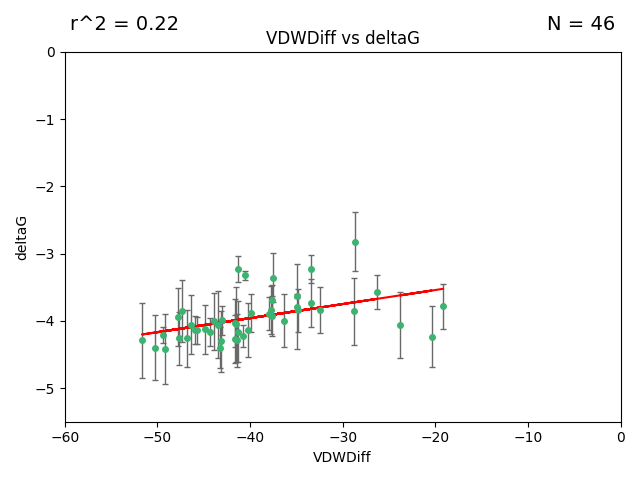 r^2 = 0.22
N = 46
VDWDiff vs deltaG
0
−1
−2
−3
−4
−5
deltaG
−60 −50 −40 −30 −20 −10 0
VDWDiff